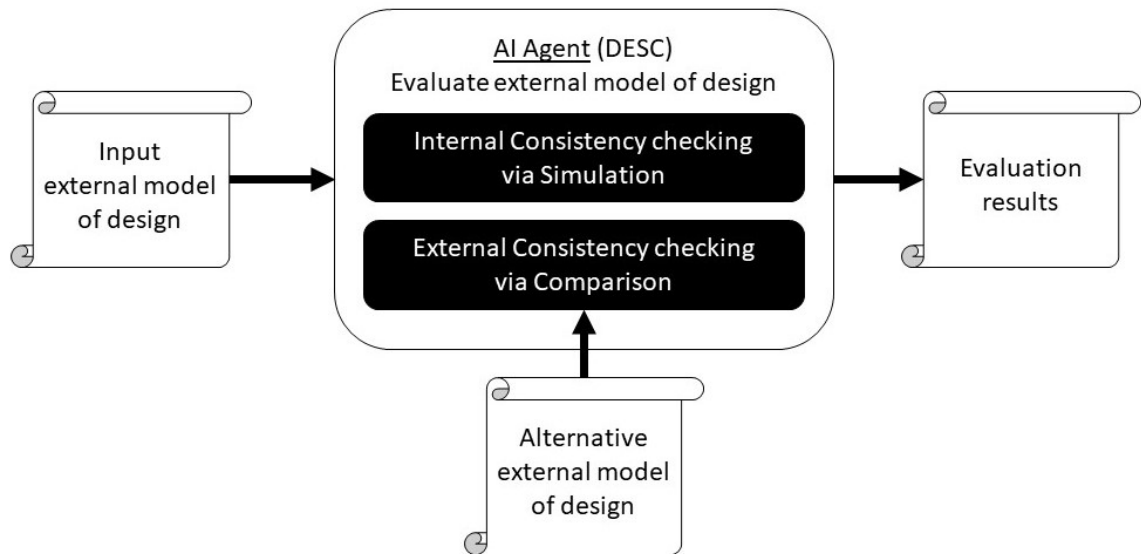 AI Agent (DESC)
Evaluate external model of design
Input
external model
of design
Internal Consistency checking
via Simulation
External Consistency checking
via Comparison
Evaluation
results
Alternative
external model
of design